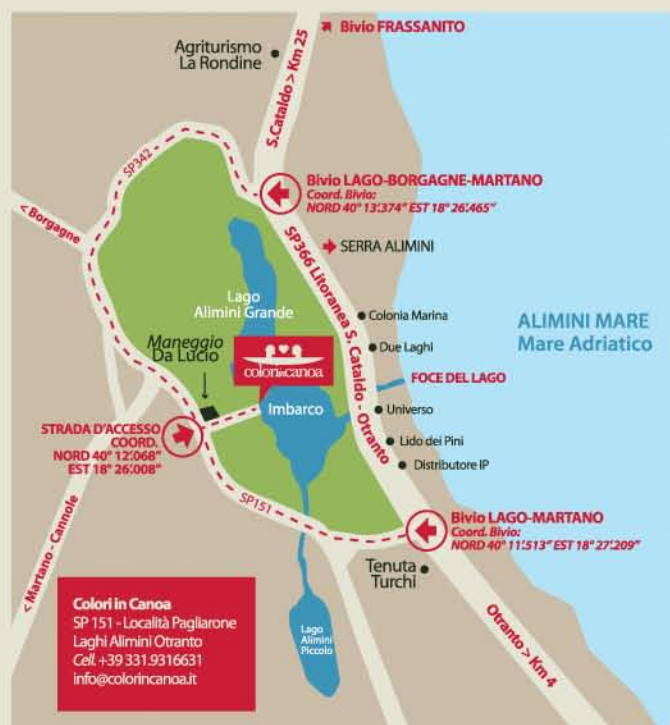 Bivio FRASSANITO
Agriturismo
La Rondine
S.Cataldo > Km 25
SP342
Bivio LAGO-BORGAGNE-MARTANO
Coord. Bivio:
NORD 40° 13'.374" EST 18° 26'.465"
< Borgagne
SERRA ALIMINI
SP366 Litoranea S. Cataldo - Otranto
Lago
Alimini Grande
Colonia Marina
ALIMINI MARE
Mare Adriatico
Maneggio
Da Lucio
Due Laghi
colorincanoa
FOCE DEL LAGO
Imbarco
Universo
STRADA D'ACCESSO
COORD.
NORD 40° 12'.068"
EST 18° 26'.008"
Lido dei Pini
Distributore IP
SP151
Bivio LAGO-MARTANO
Coord. Bivio:
NORD 40° 11'.513" EST 18° 27'.209"
< Martano - Cannole
Tenuta
Turchi
Otranto > Km 4
Colori in Canoa
SP 151 - Località Pagliarone
Laghi Alimini Otranto
Cell. +39 331.9316631
info@colorincanoa.it
Lago
Alimini
Piccolo